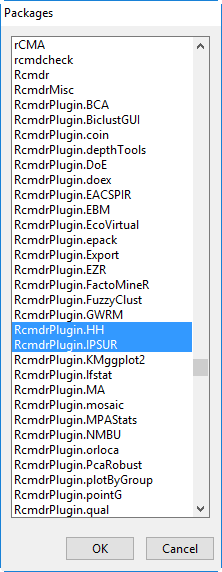 Packages
rCMA
rcmdcheck
Rcmdr
RcmdrMisc
RcmdrPlugin.BCA
RcmdrPlugin.BiclustGUI
RcmdrPlugin.coin
RcmdrPlugin.depthTools
RcmdrPlugin.DoE
RcmdrPlugin.doex
RcmdrPlugin.EACSPIR
RcmdrPlugin.EBM
RcmdrPlugin.EcoVirtual
RcmdrPlugin.epack
RcmdrPlugin.Export
RcmdrPlugin.EZR
RcmdrPlugin.FactoMineR
RcmdrPlugin.FuzzyClust
RcmdrPlugin.GWRM
RcmdrPlugin.HH
RcmdrPlugin.IPSUR
RcmdrPlugin.KMggplot2
RcmdrPlugin.lfstat
RcmdrPlugin.MA
RcmdrPlugin.mosaic
RcmdrPlugin.MPAStats
RcmdrPlugin.NMBU
RcmdrPlugin.orloca
RcmdrPlugin.PcaRobust
RcmdrPlugin.plotByGroup
RcmdrPlugin.pointG
RcmdrPlugin.qual
OK Cancel